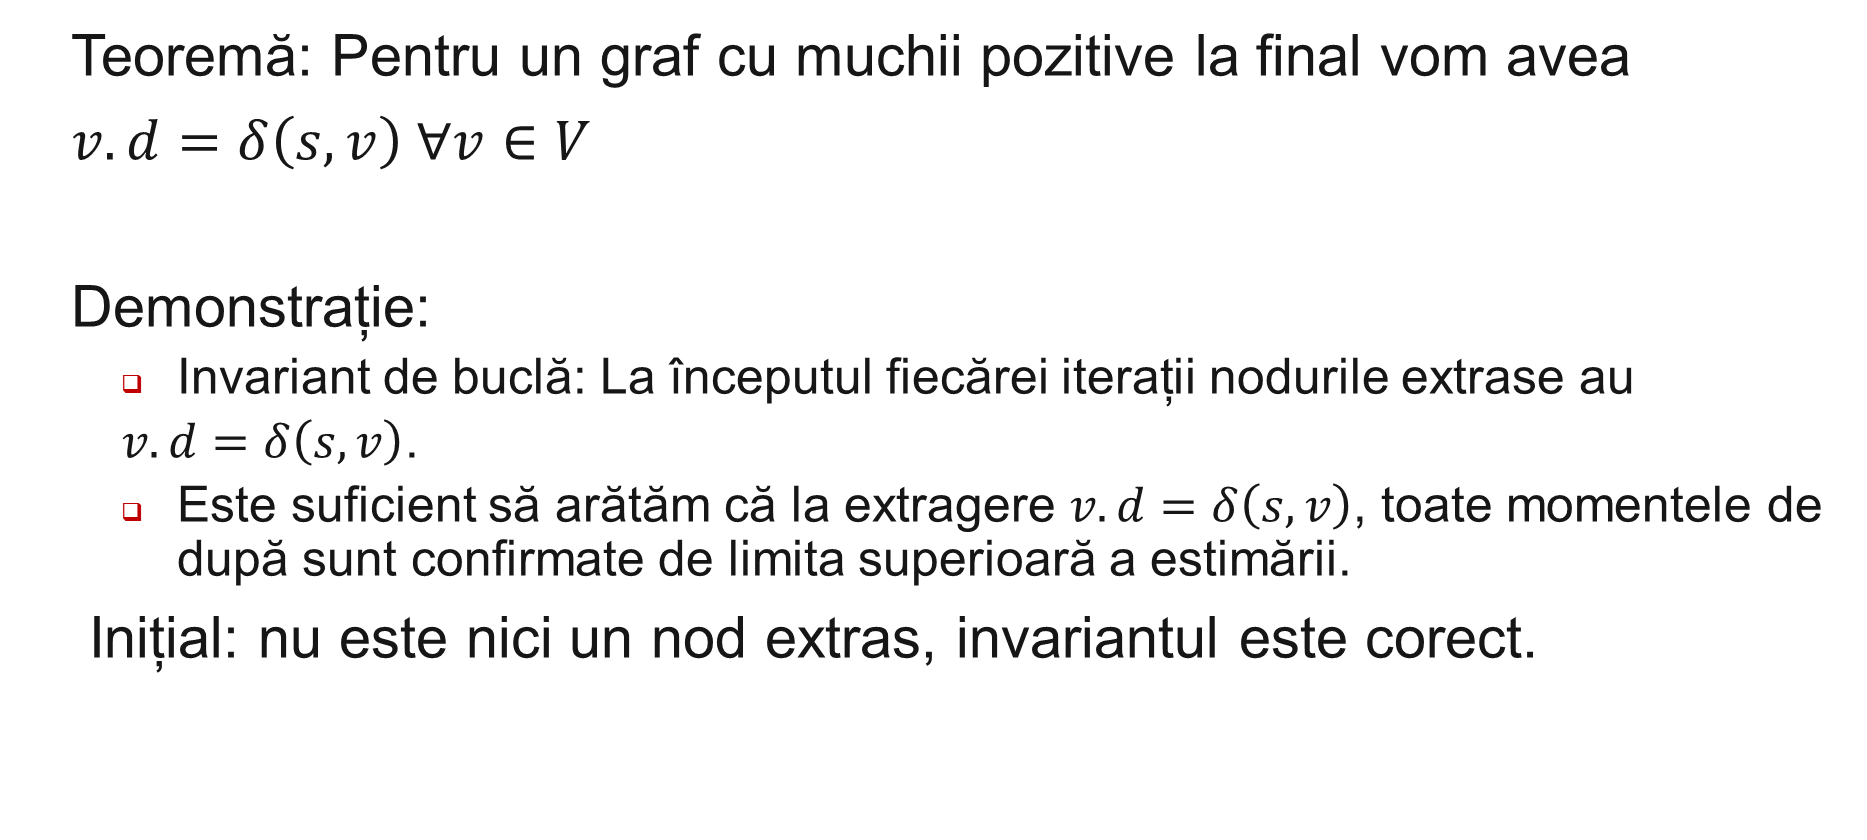 Teoremă: Pentru un graf cu muchii pozitive la final vom avea
v.d = δ(s,v) ∀v ∈ V
Demonstrație:
❑ Invariant de buclă: La începutul fiecărei iterații nodurile extrase au
v.d = δ(s,v).
❑ Este suficient să arătăm că la extragere v.d = δ(s,v), toate momentele de
după sunt confirmate de limita superioară a estimării.
Inițial: nu este nici un nod extras, invariantul este corect.